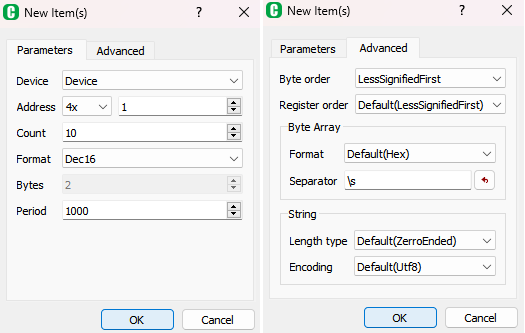 New Item(s) ?
Parameters Advanced
Device Device
Address 4x 1
Count 10
Format Dec16
Bytes 2
Period 1000
OK Cancel
New Item(s) ?
Parameters Advanced
Byte order LessSignifiedFirst
Register order Default(LessSignifiedFirst)
Byte Array
Format Default(Hex)
Separator \s
String
Length type Default(ZerroEnded)
Encoding Default(Utf8)
OK Cancel